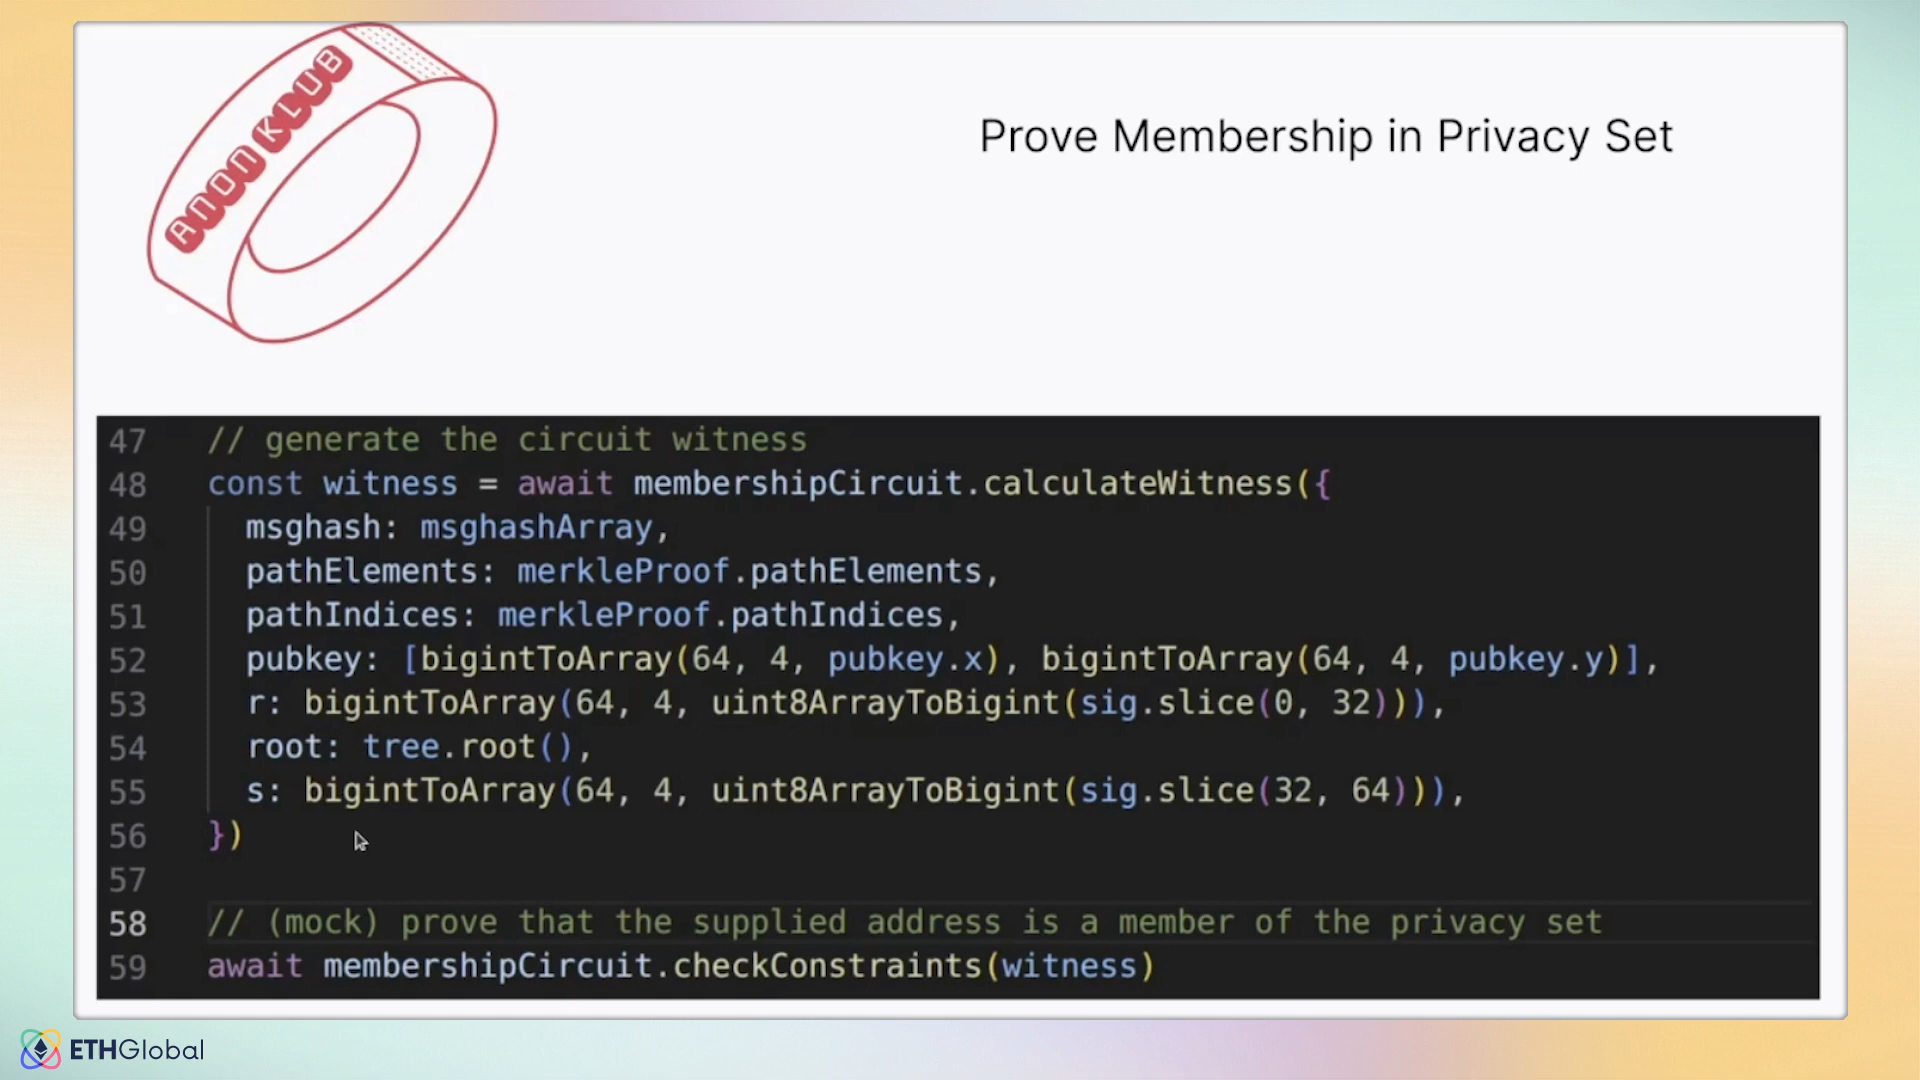 ANON KLUB
Prove Membership in Privacy Set
47 // generate the circuit witness
48 const witness = await membershipCircuit.calculateWitness({
49 msghash: msghashArray,
50 pathElements: merkleProof.pathElements,
51 pathIndices: merkleProof.pathIndices,
52 pubkey: [bigintToArray(64, 4, pubkey.x), bigintToArray(64, 4, pubkey.y)],
53 r: bigintToArray(64, 4, uint8ArrayToBigint(sig.slice(0, 32))),
54 root: tree.root(),
55 s: bigintToArray(64, 4, uint8ArrayToBigint(sig.slice(32, 64))),
56 })
57
58 // (mock) prove that the supplied address is a member of the privacy set
59 await membershipCircuit.checkConstraints(witness)
ETHGlobal